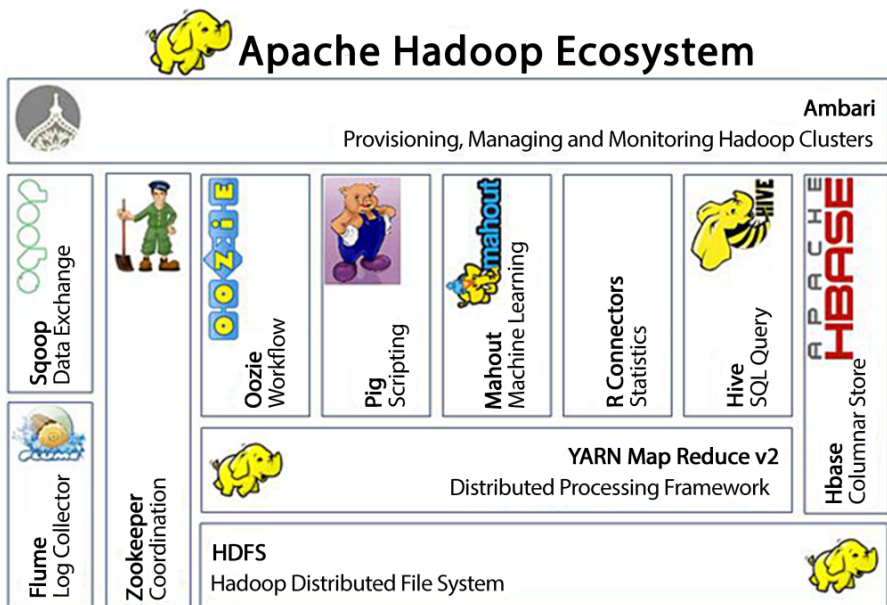 Apache Hadoop Ecosystem
Ambari
Provisioning, Managing and Monitoring Hadoop Clusters
sqoop
Sqoop
Data Exchange
Zookeeper
Coordination
OOZiE
Oozie
Workflow
Pig
Scripting
mahout
Mahout
Machine Learning
R Connectors
Statistics
HIVE
Hive
SQL Query
APACHE
HBASE
Hbase
Columnar Store
flume
Flume
Log Collector
YARN Map Reduce v2
Distributed Processing Framework
HDFS
Hadoop Distributed File System